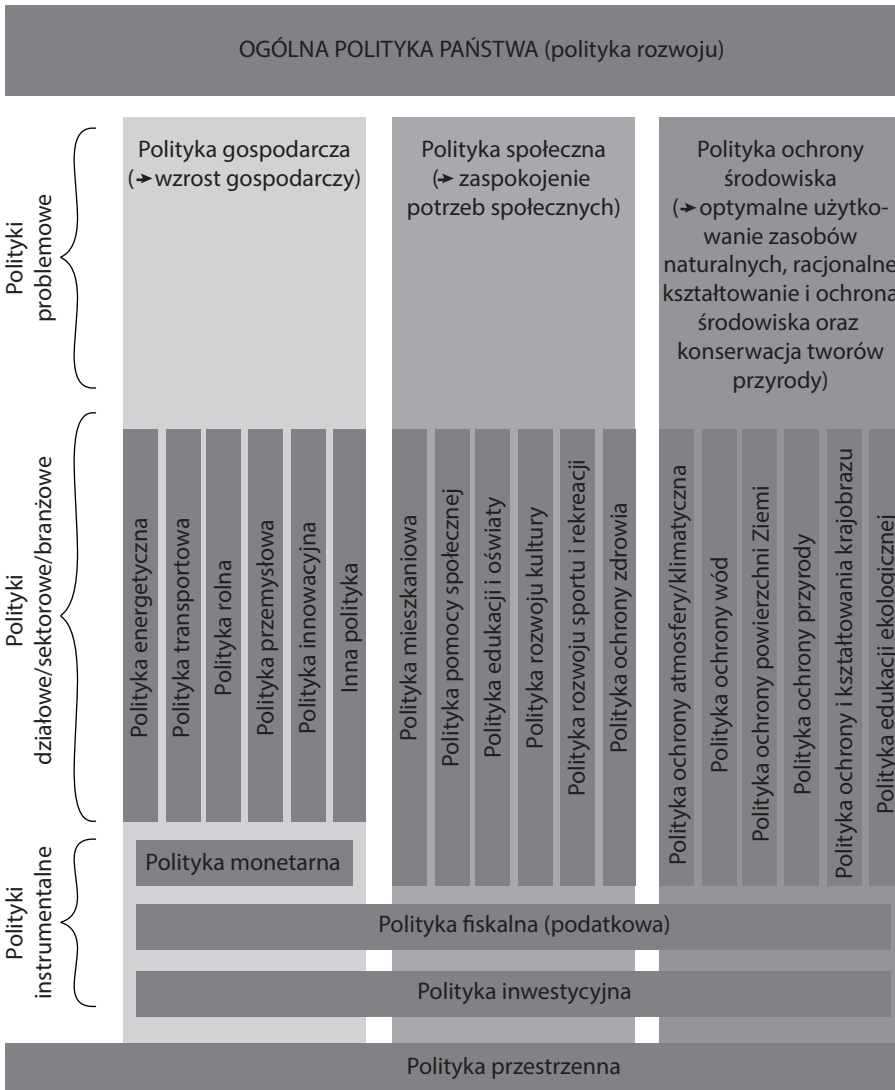 OGÓLNA POLITYKA PAŃSTWA (polityka rozwoju)
Polityki
problemowe
Polityka gospodarcza
(➛ wzrost gospodarczy)
Polityka społeczna
(➛ zaspokojenie
potrzeb społecznych)
Polityka ochrony
środowiska
(➛ optymalne użytko-
wanie zasobów
naturalnych, racjonalne
kształtowanie i ochrona
środowiska oraz
konserwacja tworów
przyrody)
Polityki
działowe/sektorowe/branżowe
Polityka energetyczna
Polityka transportowa
Polityka rolna
Polityka przemysłowa
Polityka innowacyjna
Inna polityka
Polityka mieszkaniowa
Polityka pomocy społecznej
Polityka edukacji i oświaty
Polityka rozwoju kultury
Polityka rozwoju sportu i rekreacji
Polityka ochrony zdrowia
Polityka ochrony atmosfery/klimatyczna
Polityka ochrony wód
Polityka ochrony powierzchni Ziemi
Polityka ochrony przyrody
Polityka ochrony i kształtowania krajobrazu
Polityka edukacji ekologicznej
Polityki
instrumentalne
Polityka monetarna
Polityka fiskalna (podatkowa)
Polityka inwestycyjna
Polityka przestrzenna